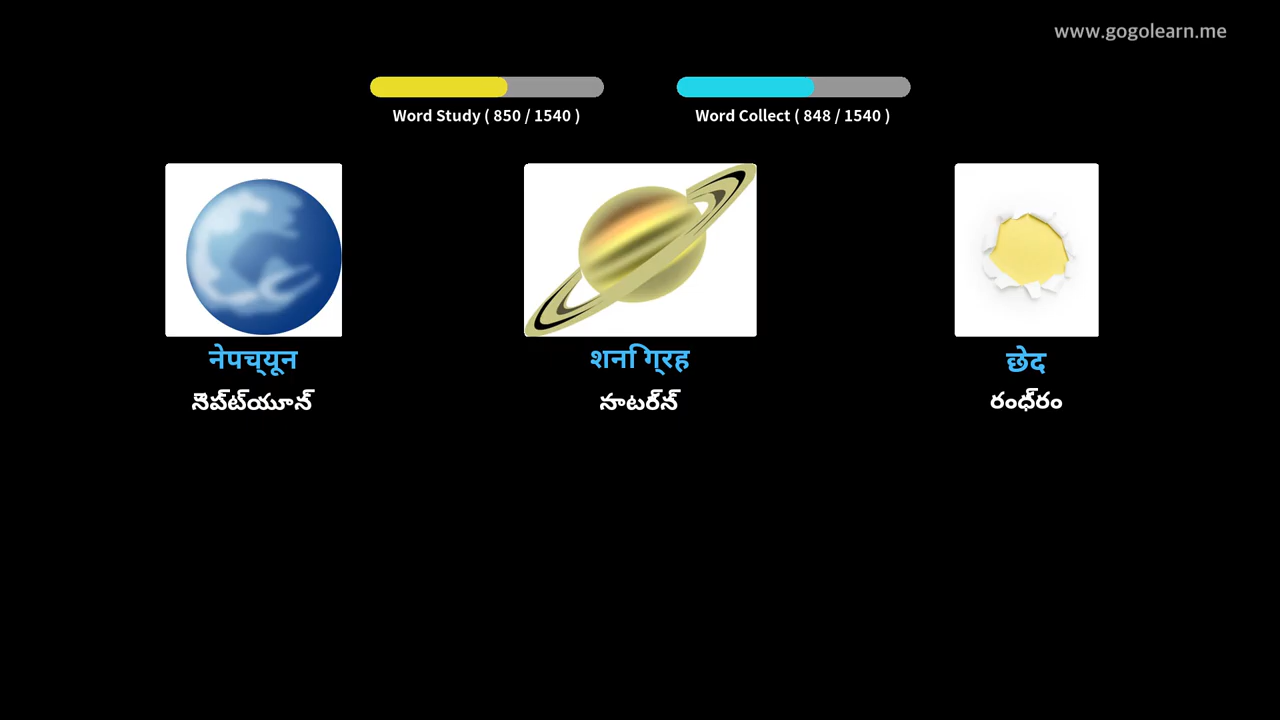 www.gogolearn.me
Word Study ( 850 / 1540 )
Word Collect ( 848 / 1540 )
नेपच्यून
शनि ग्रह
छेद
నెప్ట్యూన్
సాటర్న్
రంధ్రం